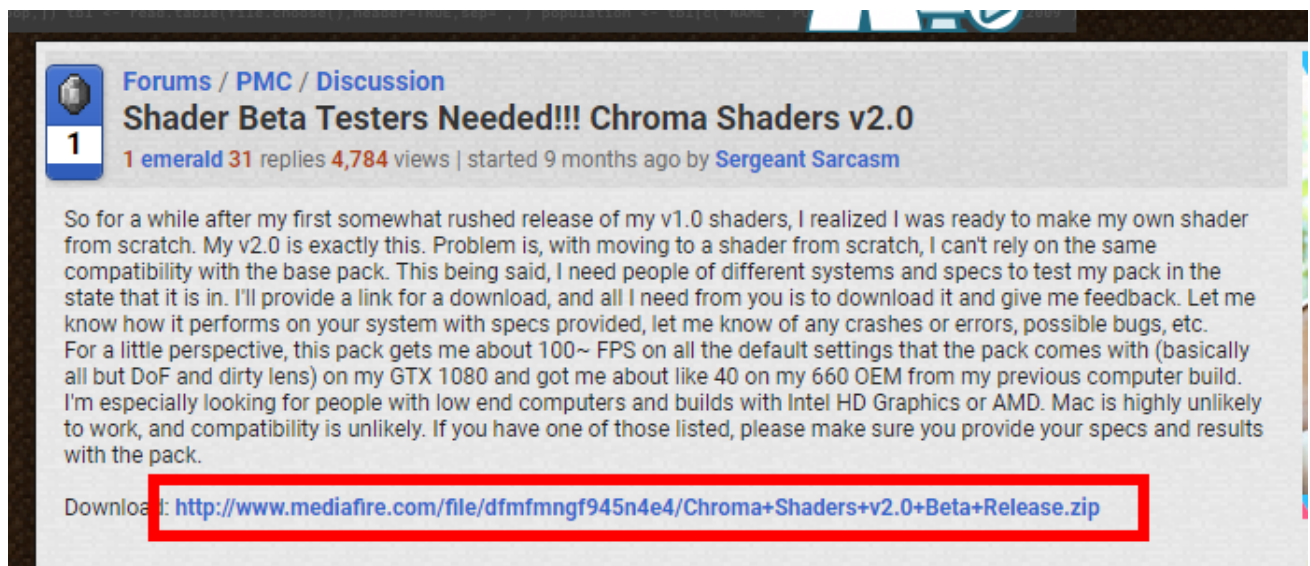 tbl <- read.table(file.choose(),header=TRUE,sep=
population <-
2009
Forums / PMC / Discussion
Shader Beta Testers Needed!!! Chroma Shaders v2.0
1
1 emerald 31 replies 4,784 views | started 9 months ago by Sergeant Sarcasm
So for a while after my first somewhat rushed release of my v1.0 shaders, I realized I was ready to make my own shader
from scratch. My v2.0 is exactly this. Problem is, with moving to a shader from scratch, I can't rely on the same
compatibility with the base pack. This being said, I need people of different systems and specs to test my pack in the
state that it is in. I'll provide a link for a download, and all I need from you is to download it and give me feedback. Let me
know how it performs on your system with specs provided, let me know of any crashes or errors, possible bugs, etc.
For a little perspective, this pack gets me about 100~ FPS on all the default settings that the pack comes with (basically
all but DoF and dirty lens) on my GTX 1080 and got me about like 40 on my 660 OEM from my previous computer build.
I'm especially looking for people with low end computers and builds with Intel HD Graphics or AMD. Mac is highly unlikely
to work, and compatibility is unlikely. If you have one of those listed, please make sure you provide your specs and results
with the pack.
Download: http://www.mediafire.com/file/dfmfmngf945n4e4/Chroma+Shaders+v2.0+Beta+Release.zip